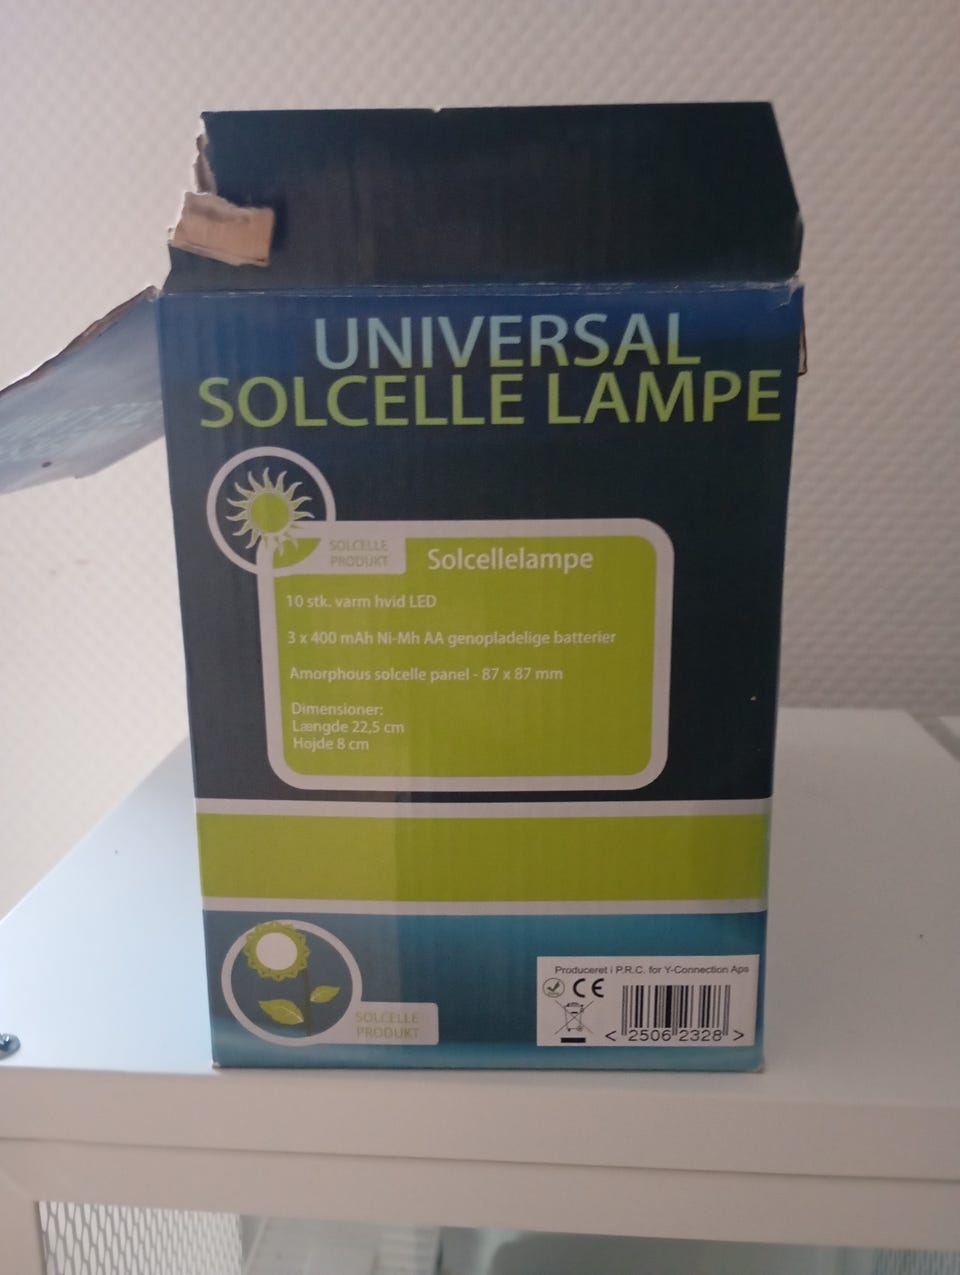 UNIVERSAL
SOLCELLE LAMPE
SOLCELLE
PRODUKT
Solcellelampe
10 stk. varm hvid LED
3 x 400 mAh Ni-Mh AA genopladelige batterier
Amorphous solcelle panel - 87 x 87 mm
Dimensioner:
Længde 22,5 cm
Hojde 8 cm
SOLCELLE
PRODUKT
Produceret i P.R.C. for Y-Connection Aps
CE
< 2506 2328 >